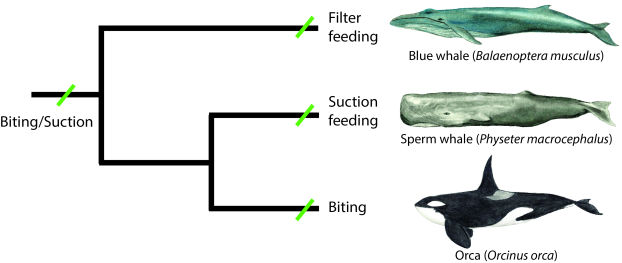 Filter
feeding
Blue whale (Balaenoptera musculus)
Biting/Suction
Suction
feeding
Sperm whale (Physeter macrocephalus)
Biting
Orca (Orcinus orca)